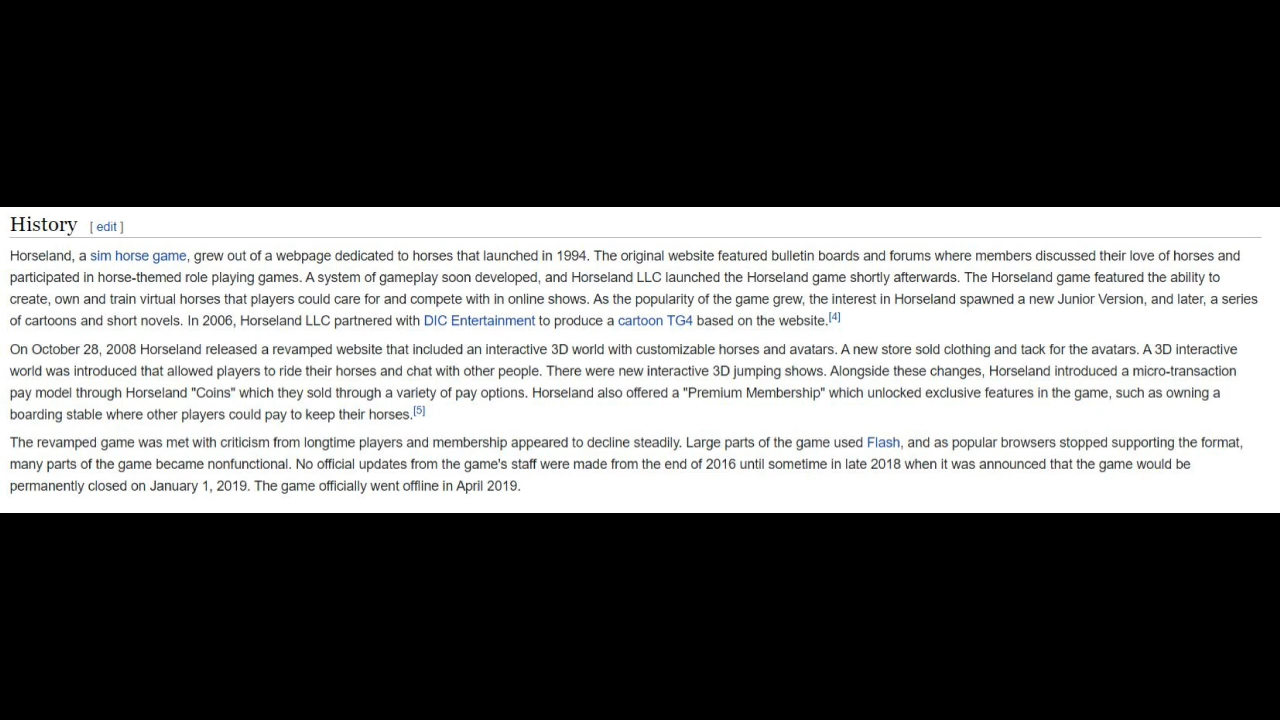 History [ edit ]
Horseland, a sim horse game, grew out of a webpage dedicated to horses that launched in 1994. The original website featured bulletin boards and forums where members discussed their love of horses and
participated in horse-themed role playing games. A system of gameplay soon developed, and Horseland LLC launched the Horseland game shortly afterwards. The Horseland game featured the ability to
create, own and train virtual horses that players could care for and compete with in online shows. As the popularity of the game grew, the interest in Horseland spawned a new Junior Version, and later, a series
of cartoons and short novels. In 2006, Horseland LLC partnered with DIC Entertainment to produce a cartoon TG4 based on the website.[4]
On October 28, 2008 Horseland released a revamped website that included an interactive 3D world with customizable horses and avatars. A new store sold clothing and tack for the avatars. A 3D interactive
world was introduced that allowed players to ride their horses and chat with other people. There were new interactive 3D jumping shows. Alongside these changes, Horseland introduced a micro-transaction
pay model through Horseland "Coins" which they sold through a variety of pay options. Horseland also offered a "Premium Membership" which unlocked exclusive features in the game, such as owning a
boarding stable where other players could pay to keep their horses.[5]
The revamped game was met with criticism from longtime players and membership appeared to decline steadily. Large parts of the game used Flash, and as popular browsers stopped supporting the format,
many parts of the game became nonfunctional. No official updates from the game's staff were made from the end of 2016 until sometime in late 2018 when it was announced that the game would be
permanently closed on January 1, 2019. The game officially went offline in April 2019.